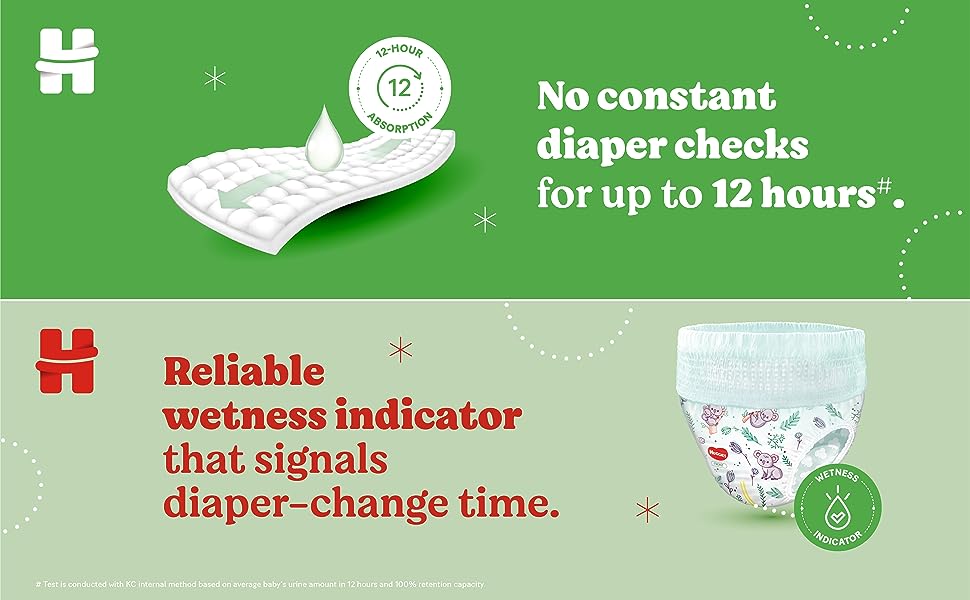 H
12-HOUR
12
ABSORPTION
No constant
diaper checks
for up to 12 hours#.
H
Reliable
wetness indicator
that signals
diaper-change time.
HUGGIES
WETNESS
INDICATOR
# Test is conducted with KC internal method based on average baby's urine amount in 12 hours and 100% retention capacity.